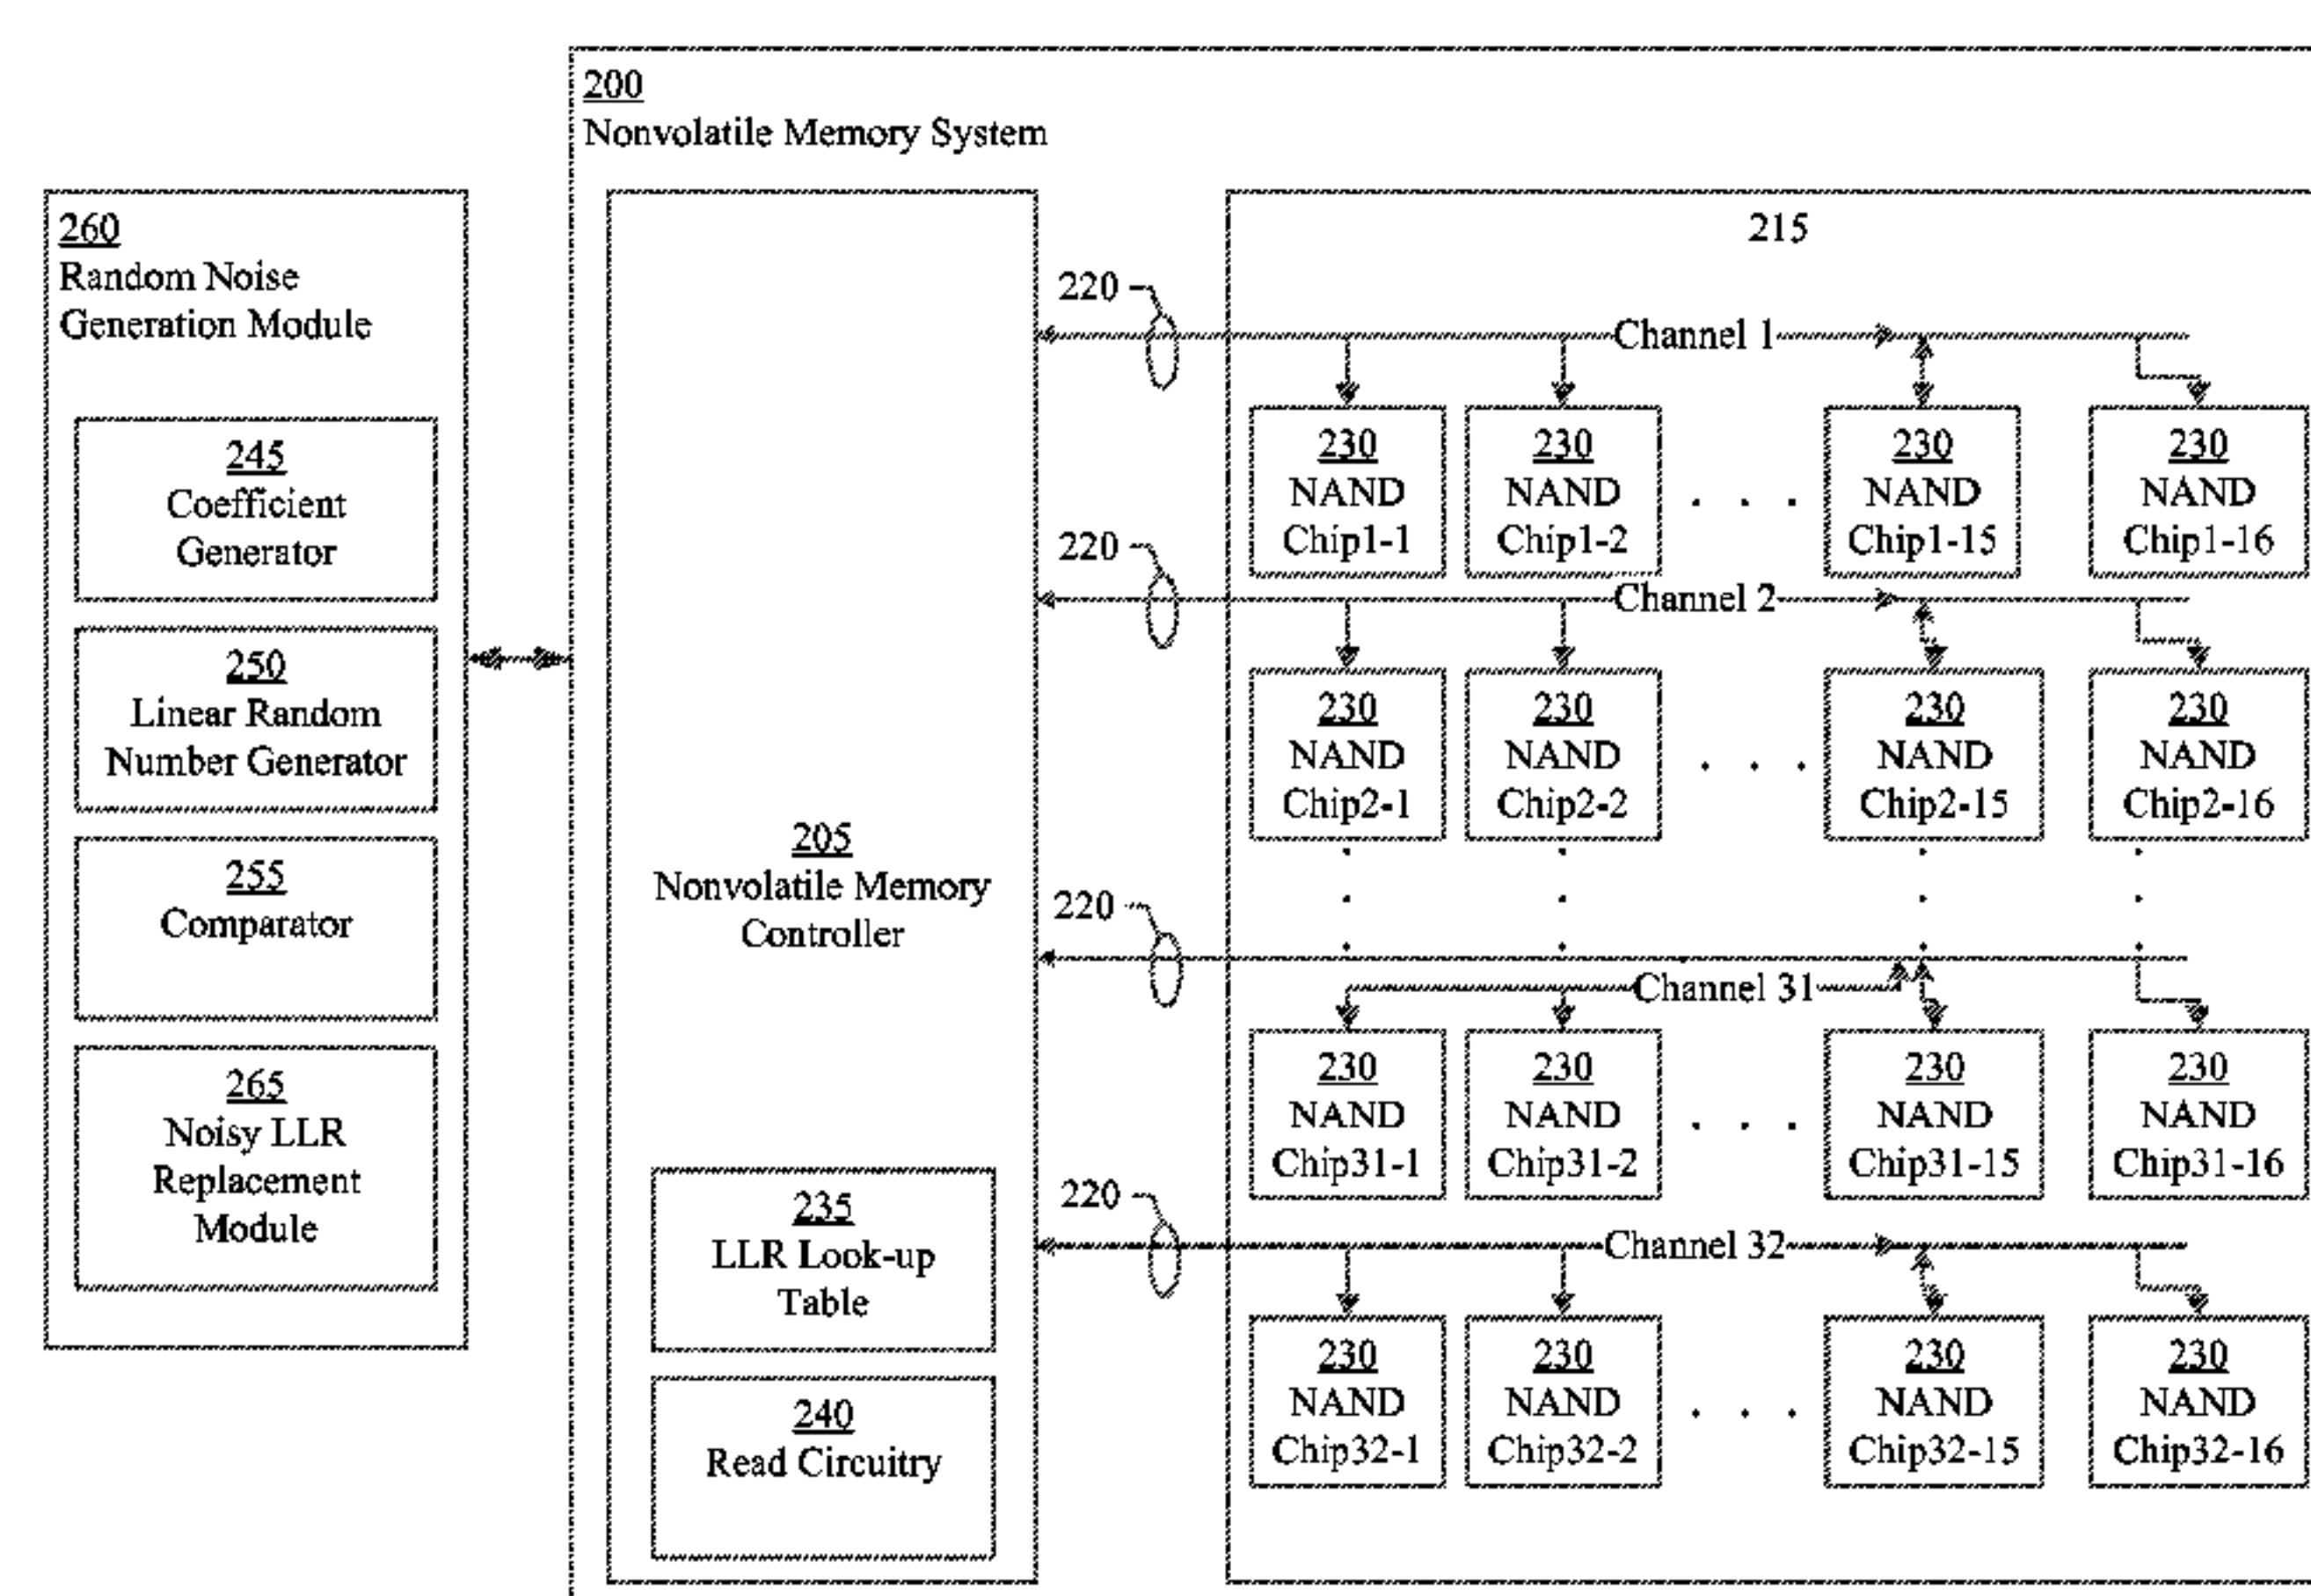 200
Nonvolatile Memory System
260
Random Noise
Generation Module
245
Coefficient
Generator
250
Linear Random
Number Generator
255
Comparator
265
Noisy LLR
Replacement
Module
205
Nonvolatile Memory
Controller
235
LLR Look-up
Table
240
Read Circuitry
215
220
Channel 1
230
NAND
Chip1-1
230
NAND
Chip1-2
. . .
230
NAND
Chip1-15
230
NAND
Chip1-16
220
Channel 2
230
NAND
Chip2-1
230
NAND
Chip2-2
. . .
230
NAND
Chip2-15
230
NAND
Chip2-16
220
Channel 31
230
NAND
Chip31-1
230
NAND
Chip31-2
. . .
230
NAND
Chip31-15
230
NAND
Chip31-16
220
Channel 32
230
NAND
Chip32-1
230
NAND
Chip32-2
. . .
230
NAND
Chip32-15
230
NAND
Chip32-16